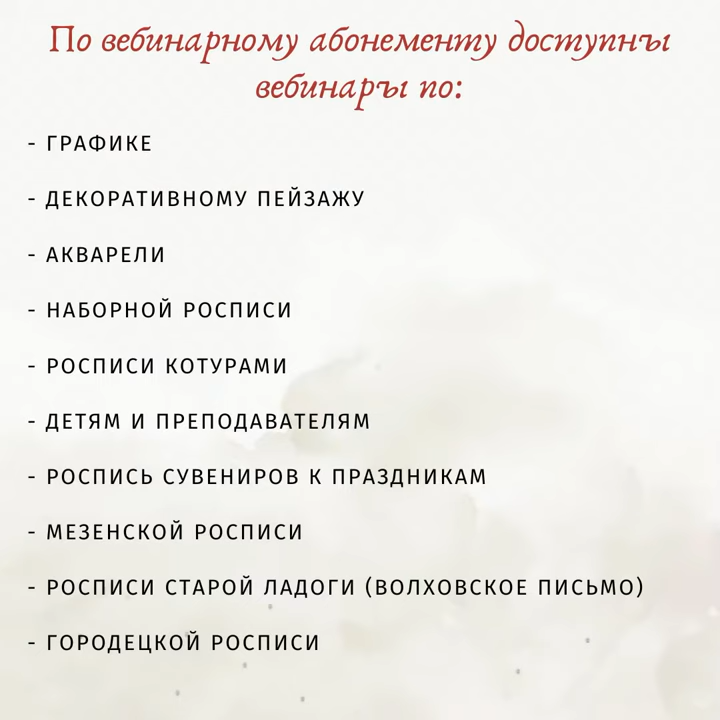 По вебинарному абонементу доступны
вебинары по:
- ГРАФИКЕ
- ДЕКОРАТИВНОМУ ПЕЙЗАЖУ
- АКВАРЕЛИ
- НАБОРНОЙ РОСПИСИ
- РОСПИСИ КОТУРАМИ
- ДЕТЯМ И ПРЕПОДАВАТЕЛЯМ
- РОСПИСЬ СУВЕНИРОВ К ПРАЗДНИКАМ
- МЕЗЕНСКОЙ РОСПИСИ
- РОСПИСИ СТАРОЙ ЛАДОГИ (ВОЛХОВСКОЕ ПИСЬМО)
- ГОРОДЕЦКОЙ РОСПИСИ